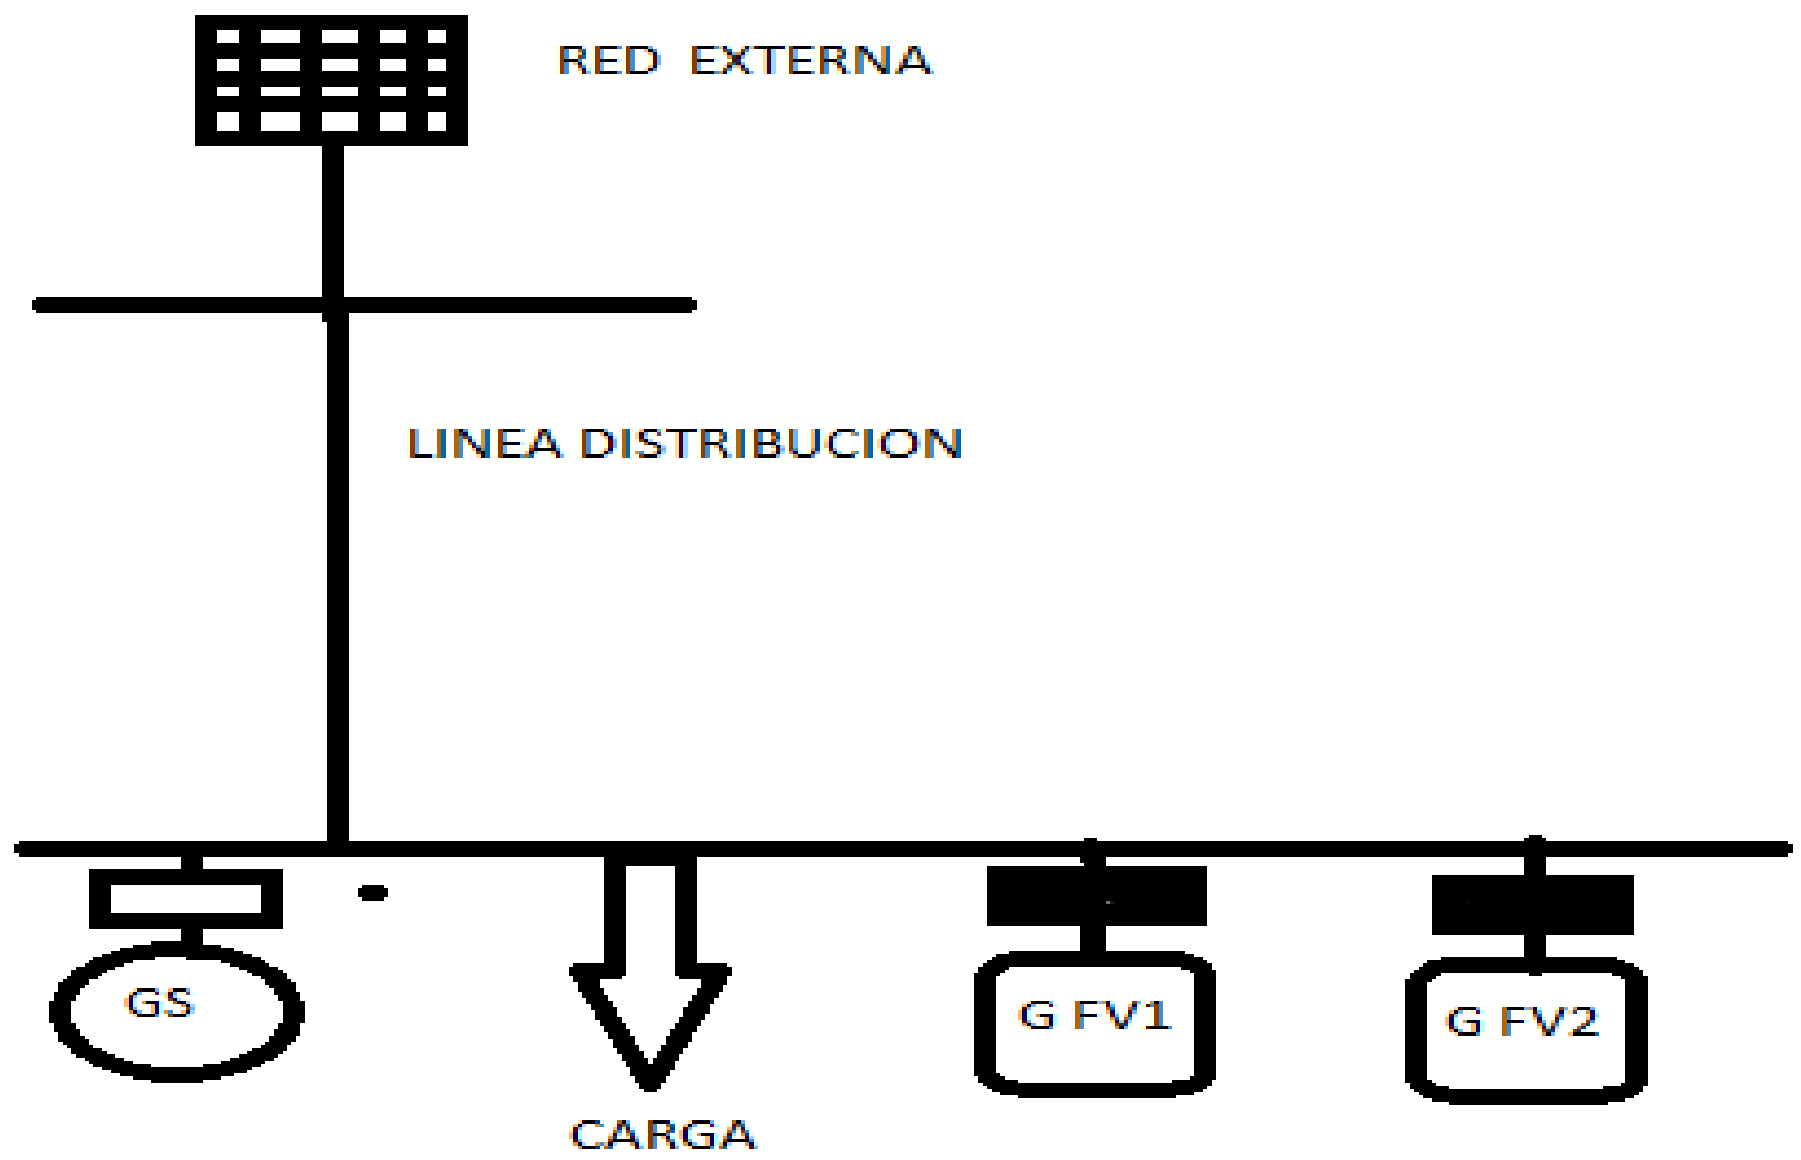 RED EXTERNA
LINEA DISTRIBUCION
GS
G FV1
G FV2
CARGA